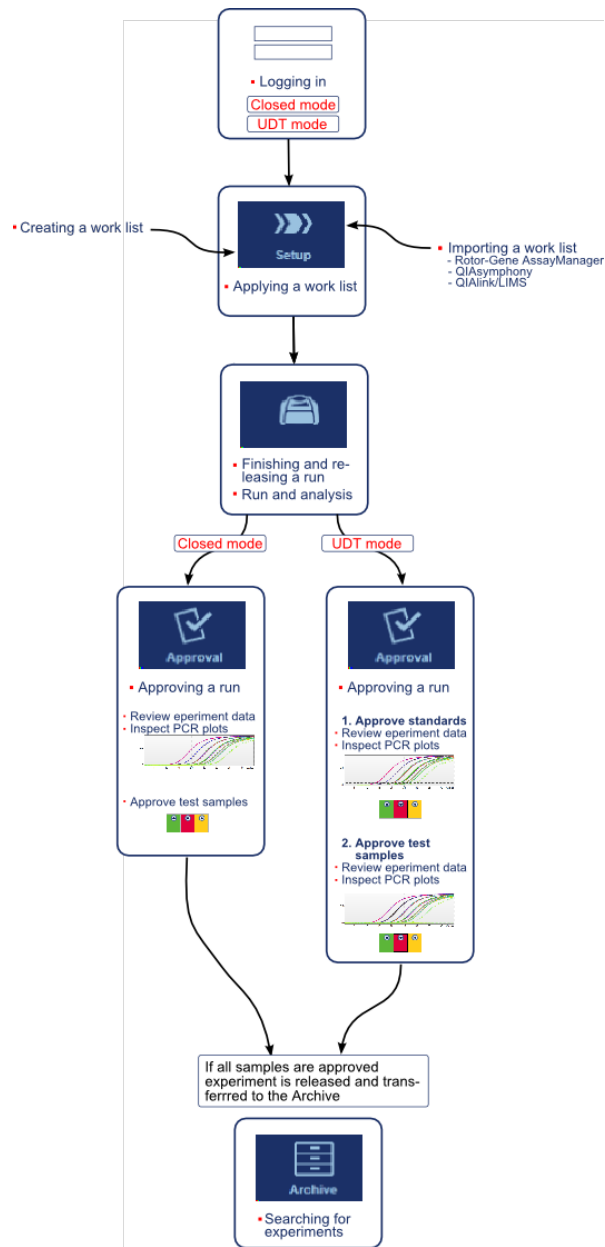 Logging in
Closed mode
UDT mode
Creating a work list
Setup
Applying a work list
Importing a work list
- Rotor-Gene AssayManager
- QIAsymphony
- QIAlink/LIMS
Finishing and re-
leasing a run
Run and analysis
Closed mode
UDT mode
Approval
Approving a run
Review eperiment data
Inspect PCR plots
Approve test samples
Approval
Approving a run
1. Approve standards
Review experiment data
Inspect PCR plots
2. Approve test
samples
Review experiment data
Inspect PCR plots
If all samples are approved
experiment is released and trans-
ferrred to the Archive
Archive
Searching for
experiments